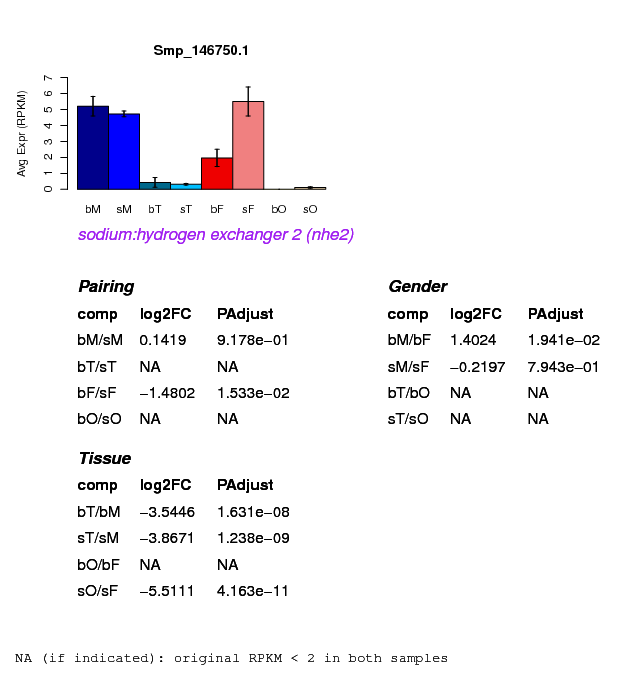 Smp_146750.1
Avg Expr (RPKM)
7
6
5
4
3
2
1
0
bM sM bT sT bF sF bO sO
sodium:hydrogen exchanger 2 (nhe2)
Pairing
comp log2FC PAdjust
bM/sM 0.1419 9.178e−01
bT/sT NA NA
bF/sF −1.4802 1.533e−02
bO/sO NA NA
Gender
comp log2FC PAdjust
bM/bF 1.4024 1.941e−02
sM/sF −0.2197 7.943e−01
bT/bO NA NA
sT/sO NA NA
Tissue
comp log2FC PAdjust
bT/bM −3.5446 1.631e−08
sT/sM −3.8671 1.238e−09
bO/bF NA NA
sO/sF −5.5111 4.163e−11
NA (if indicated): original RPKM < 2 in both samples